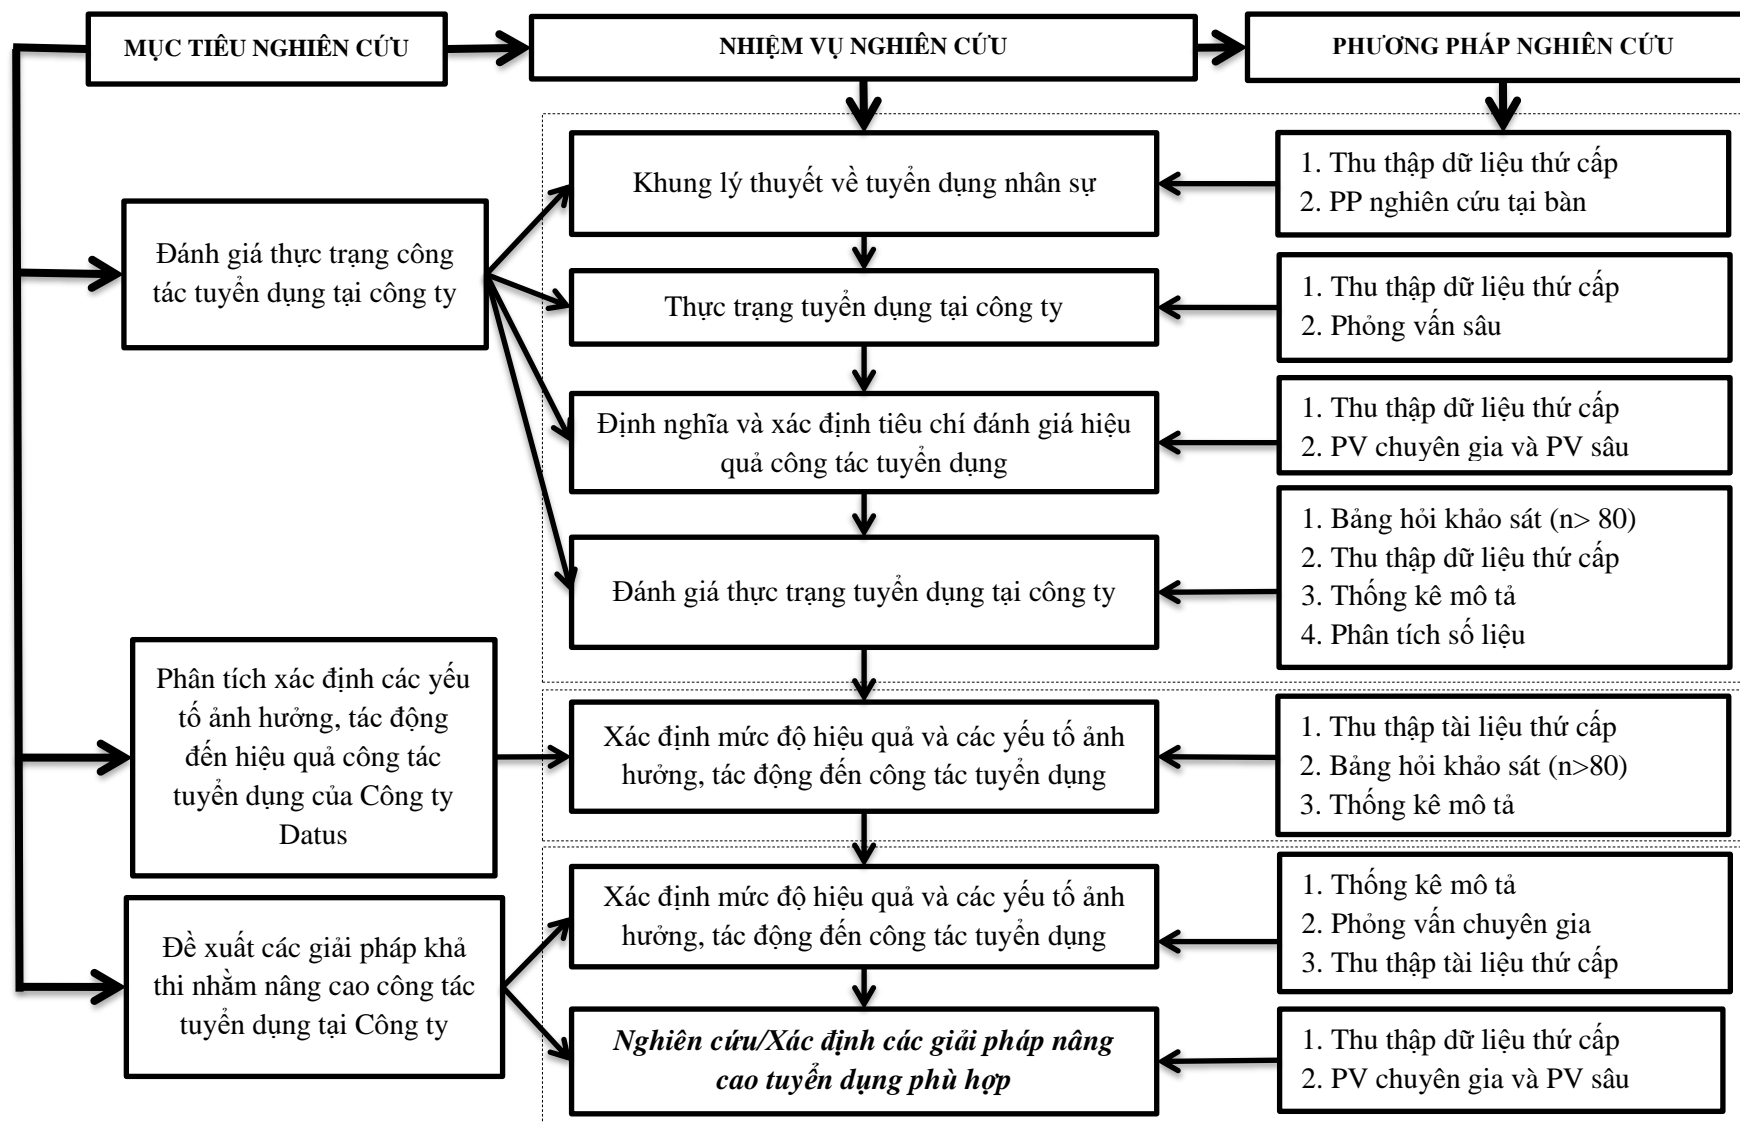 MỤC TIÊU NGHIÊN CỨU
NHIỆM VỤ NGHIÊN CỨU
PHƯƠNG PHÁP NGHIÊN CỨU
Đánh giá thực trạng công
tác tuyển dụng tại công ty
Khung lý thuyết về tuyển dụng nhân sự
1. Thu thập dữ liệu thứ cấp
2. PP nghiên cứu tại bàn
Thực trạng tuyển dụng tại công ty
1. Thu thập dữ liệu thứ cấp
2. Phỏng vấn sâu
Định nghĩa và xác định tiêu chí đánh giá hiệu
quả công tác tuyển dụng
1. Thu thập dữ liệu thứ cấp
2. PV chuyên gia và PV sâu
Đánh giá thực trạng tuyển dụng tại công ty
1. Bảng hỏi khảo sát (n> 80)
2. Thu thập dữ liệu thứ cấp
3. Thống kê mô tả
4. Phân tích số liệu
Phân tích xác định các yếu
tố ảnh hưởng, tác động
đến hiệu quả công tác
tuyển dụng của Công ty
Datus
Xác định mức độ hiệu quả và các yếu tố ảnh
hưởng, tác động đến công tác tuyển dụng
1. Thu thập tài liệu thứ cấp
2. Bảng hỏi khảo sát (n>80)
3. Thống kê mô tả
Đề xuất các giải pháp khả
thi nhằm nâng cao công tác
tuyển dụng tại Công ty
Xác định mức độ hiệu quả và các yếu tố ảnh
hưởng, tác động đến công tác tuyển dụng
1. Thống kê mô tả
2. Phỏng vấn chuyên gia
3. Thu thập tài liệu thứ cấp
Nghiên cứu/Xác định các giải pháp nâng
cao tuyển dụng phù hợp
1. Thu thập dữ liệu thứ cấp
2. PV chuyên gia và PV sâu